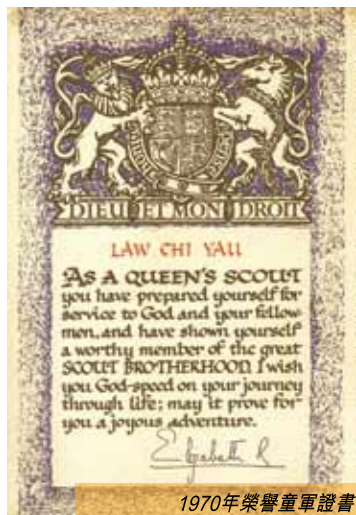 DIEU ET MON DROIT
LAW CHI YAU
AS A QUEEN'S SCOUT
you have prepared yourself for
service to God and your fellow
men, and have shown yourself
a worthy member of the great
SCOUT BROTHERHOOD. I wish
you God-speed on your journey
through life; may it prove for
you a joyous adventure.
Elizabeth R
1970年榮譽童軍證書